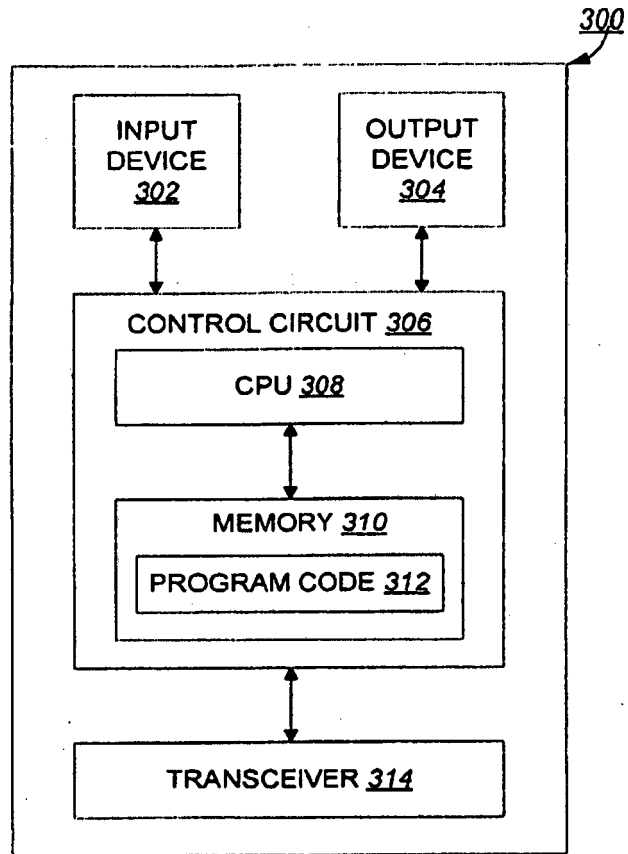 300
INPUT
DEVICE
302
OUTPUT
DEVICE
304
CONTROL CIRCUIT 306
CPU 308
MEMORY 310
PROGRAM CODE 312
TRANSCEIVER 314